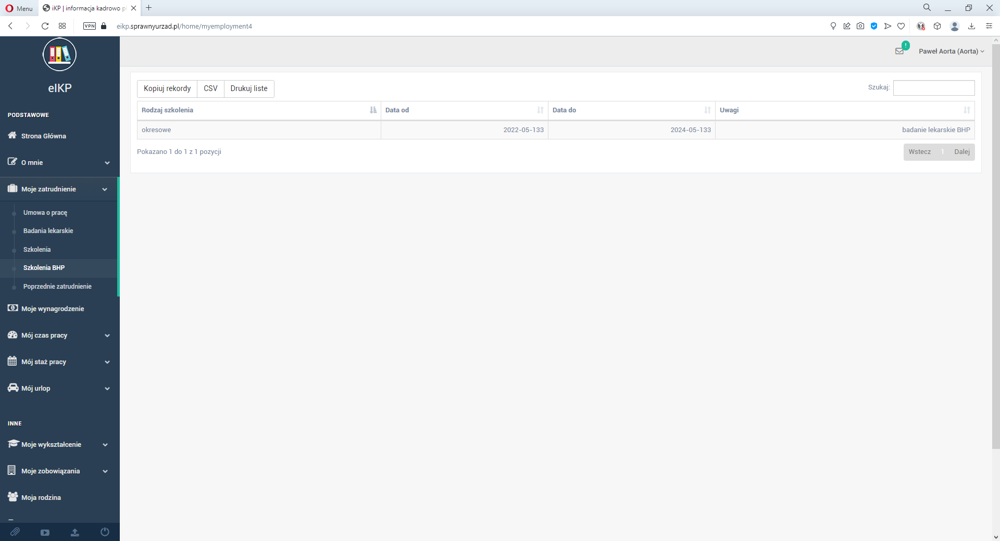 Menu
iKP | informacja kadrowo p
VPN
eikp.sprawnyurzad.pl/home/myemployment4
eIKP
!
Paweł Aorta (Aorta)
PODSTAWOWE
Strona Główna
O mnie
Moje zatrudnienie
Umowa o pracę
Badania lekarskie
Szkolenia
Szkolenia BHP
Poprzednie zatrudnienie
Moje wynagrodzenie
Mój czas pracy
Mój staż pracy
Mój urlop
INNE
Moje wykształcenie
Moje zobowiązania
Moja rodzina
Kopiuj rekordy CSV Drukuj liste
Szukaj:
Rodzaj szkolenia Data od Data do Uwagi
okresowe 2022-05-133 2024-05-133 badanie lekarskie BHP
Pokazano 1 do 1 z 1 pozycji
Wstecz 1 Dalej